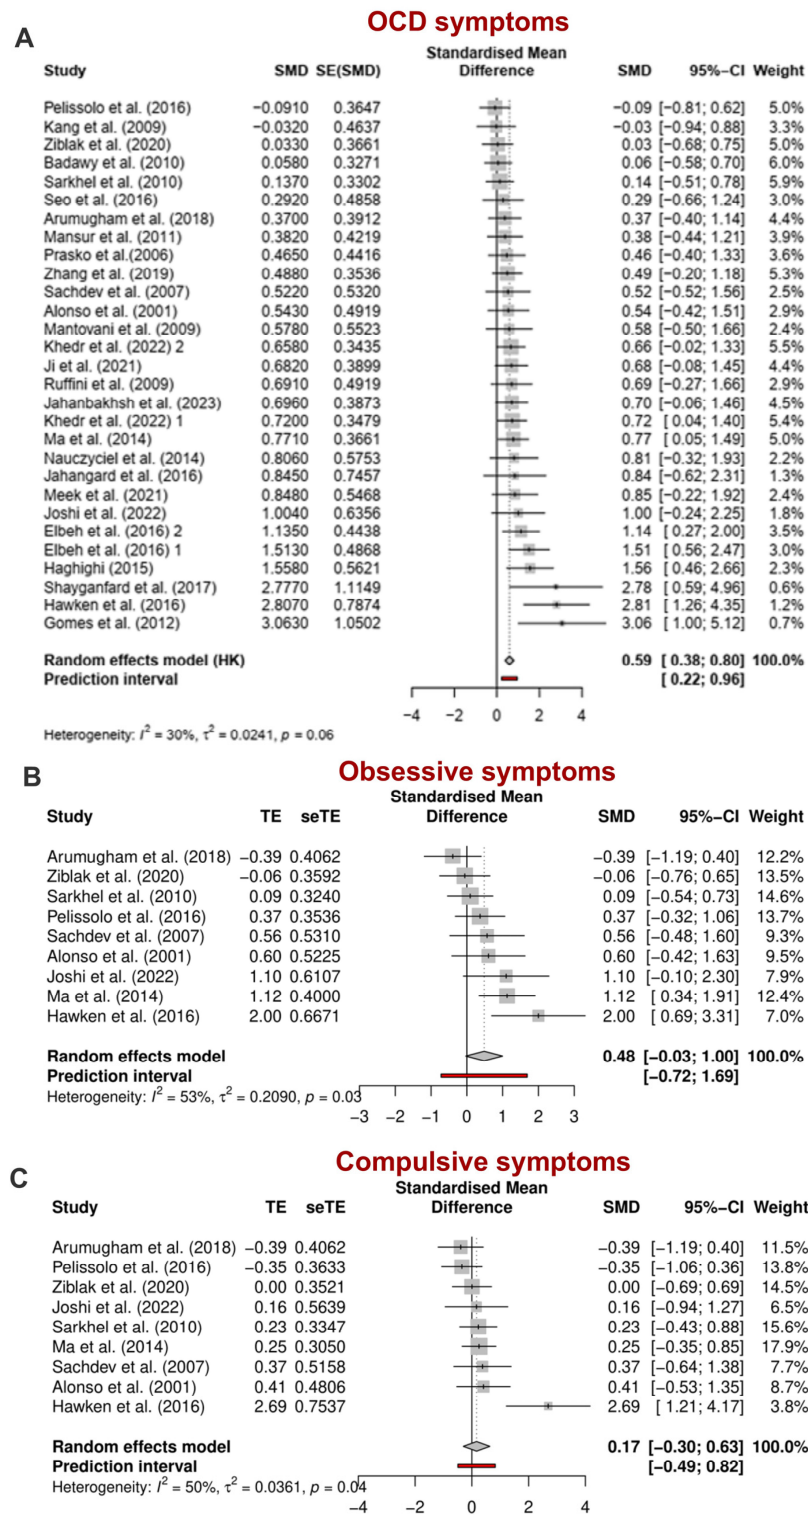 A
OCD symptoms
Standardised Mean
Study SMD SE(SMD) Difference SMD 95%−CI Weight
Pelissolo et al. (2016) −0.0910 0.3647 −0.09 [−0.81; 0.62] 5.0%
Kang et al. (2009) −0.0320 0.4637 −0.03 [−0.94; 0.88] 3.3%
Ziblak et al. (2020) 0.0330 0.3661 0.03 [−0.68; 0.75] 5.0%
Badawy et al. (2010) 0.0580 0.3271 0.06 [−0.58; 0.70] 6.0%
Sarkhel et al. (2010) 0.1370 0.3302 0.14 [−0.51; 0.78] 5.9%
Seo et al. (2016) 0.2920 0.4858 0.29 [−0.66; 1.24] 3.0%
Arumugham et al. (2018) 0.3700 0.3912 0.37 [−0.40; 1.14] 4.4%
Mansur et al. (2011) 0.3820 0.4219 0.38 [−0.44; 1.21] 3.9%
Prasko et al.(2006) 0.4650 0.4416 0.46 [−0.40; 1.33] 3.6%
Zhang et al. (2019) 0.4880 0.3536 0.49 [−0.20; 1.18] 5.3%
Sachdev et al. (2007) 0.5220 0.5320 0.52 [−0.52; 1.56] 2.5%
Alonso et al. (2001) 0.5430 0.4919 0.54 [−0.42; 1.51] 2.9%
Mantovani et al. (2009) 0.5780 0.5523 0.58 [−0.50; 1.66] 2.4%
Khedr et al. (2022) 2 0.6580 0.3435 0.66 [−0.02; 1.33] 5.5%
Ji et al. (2021) 0.6820 0.3899 0.68 [−0.08; 1.45] 4.4%
Ruffini et al. (2009) 0.6910 0.4919 0.69 [−0.27; 1.66] 2.9%
Jahanbakhsh et al. (2023) 0.6960 0.3873 0.70 [−0.06; 1.46] 4.5%
Khedr et al. (2022) 1 0.7200 0.3479 0.72 [ 0.04; 1.40] 5.4%
Ma et al. (2014) 0.7710 0.3661 0.77 [ 0.05; 1.49] 5.0%
Nauczyciel et al. (2014) 0.8060 0.5753 0.81 [−0.32; 1.93] 2.2%
Jahangard et al. (2016) 0.8450 0.7457 0.84 [−0.62; 2.31] 1.3%
Meek et al. (2021) 0.8480 0.5468 0.85 [−0.22; 1.92] 2.4%
Joshi et al. (2022) 1.0040 0.6356 1.00 [−0.24; 2.25] 1.8%
Elbeh et al. (2016) 2 1.1350 0.4438 1.14 [ 0.27; 2.00] 3.5%
Elbeh et al. (2016) 1 1.5130 0.4868 1.51 [ 0.56; 2.47] 3.0%
Haghighi (2015) 1.5580 0.5621 1.56 [ 0.46; 2.66] 2.3%
Shayganfard et al. (2017) 2.7770 1.1149 2.78 [ 0.59; 4.96] 0.6%
Hawken et al. (2016) 2.8070 0.7874 2.81 [ 1.26; 4.35] 1.2%
Gomes et al. (2012) 3.0630 1.0502 3.06 [ 1.00; 5.12] 0.7%
Random effects model (HK) 0.59 [ 0.38; 0.80] 100.0%
Prediction interval [ 0.22; 0.96]
−4 −2 0 2 4
Heterogeneity: I² = 30%, τ² = 0.0241, p = 0.06
B
Obsessive symptoms
Standardised Mean
Study TE seTE Difference SMD 95%−CI Weight
Arumugham et al. (2018) −0.39 0.4062 −0.39 [−1.19; 0.40] 12.2%
Ziblak et al. (2020) −0.06 0.3592 −0.06 [−0.76; 0.65] 13.5%
Sarkhel et al. (2010) 0.09 0.3240 0.09 [−0.54; 0.73] 14.6%
Pelissolo et al. (2016) 0.37 0.3536 0.37 [−0.32; 1.06] 13.7%
Sachdev et al. (2007) 0.56 0.5310 0.56 [−0.48; 1.60] 9.3%
Alonso et al. (2001) 0.60 0.5225 0.60 [−0.42; 1.63] 9.5%
Joshi et al. (2022) 1.10 0.6107 1.10 [−0.10; 2.30] 7.9%
Ma et al. (2014) 1.12 0.4000 1.12 [ 0.34; 1.91] 12.4%
Hawken et al. (2016) 2.00 0.6671 2.00 [ 0.69; 3.31] 7.0%
Random effects model 0.48 [−0.03; 1.00] 100.0%
Prediction interval [−0.72; 1.69]
Heterogeneity: I² = 53%, τ² = 0.2090, p = 0.03
−3 −2 −1 0 1 2 3
C
Compulsive symptoms
Standardised Mean
Study TE seTE Difference SMD 95%−CI Weight
Arumugham et al. (2018) −0.39 0.4062 −0.39 [−1.19; 0.40] 11.5%
Pelissolo et al. (2016) −0.35 0.3633 −0.35 [−1.06; 0.36] 13.8%
Ziblak et al. (2020) 0.00 0.3521 0.00 [−0.69; 0.69] 14.5%
Joshi et al. (2022) 0.16 0.5639 0.16 [−0.94; 1.27] 6.5%
Sarkhel et al. (2010) 0.23 0.3347 0.23 [−0.43; 0.88] 15.6%
Ma et al. (2014) 0.25 0.3050 0.25 [−0.35; 0.85] 17.9%
Sachdev et al. (2007) 0.37 0.5158 0.37 [−0.64; 1.38] 7.7%
Alonso et al. (2001) 0.41 0.4806 0.41 [−0.53; 1.35] 8.7%
Hawken et al. (2016) 2.69 0.7537 2.69 [ 1.21; 4.17] 3.8%
Random effects model 0.17 [−0.30; 0.63] 100.0%
Prediction interval [−0.49; 0.82]
Heterogeneity: I² = 50%, τ² = 0.0361, p = 0.04
−4 −2 0 2 4